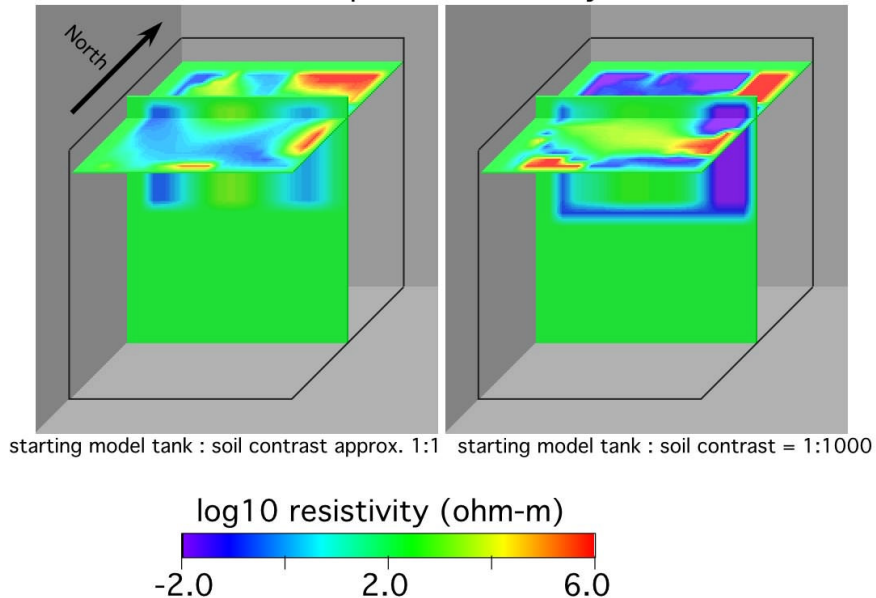 North
starting model tank : soil contrast approx. 1:1
starting model tank : soil contrast = 1:1000
log10 resistivity (ohm-m)
-2.0 2.0 6.0